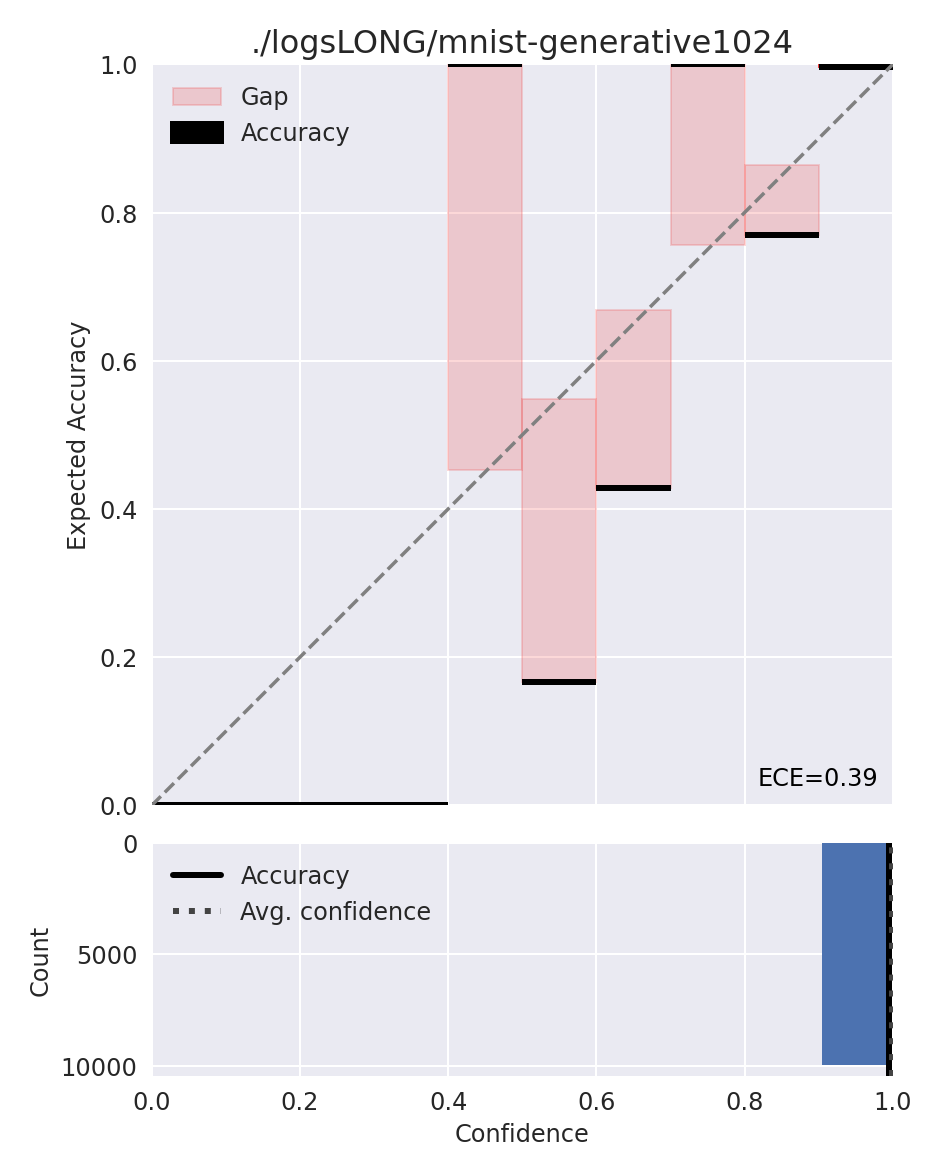 ./logsLONG/mnist-generative1024
1.0
Gap
Accuracy
0.8
0.6
Expected Accuracy
0.4
0.2
ECE=0.39
0.0
0
Accuracy
Avg. confidence
Count
5000
10000
0.0 0.2 0.4 0.6 0.8 1.0
Confidence